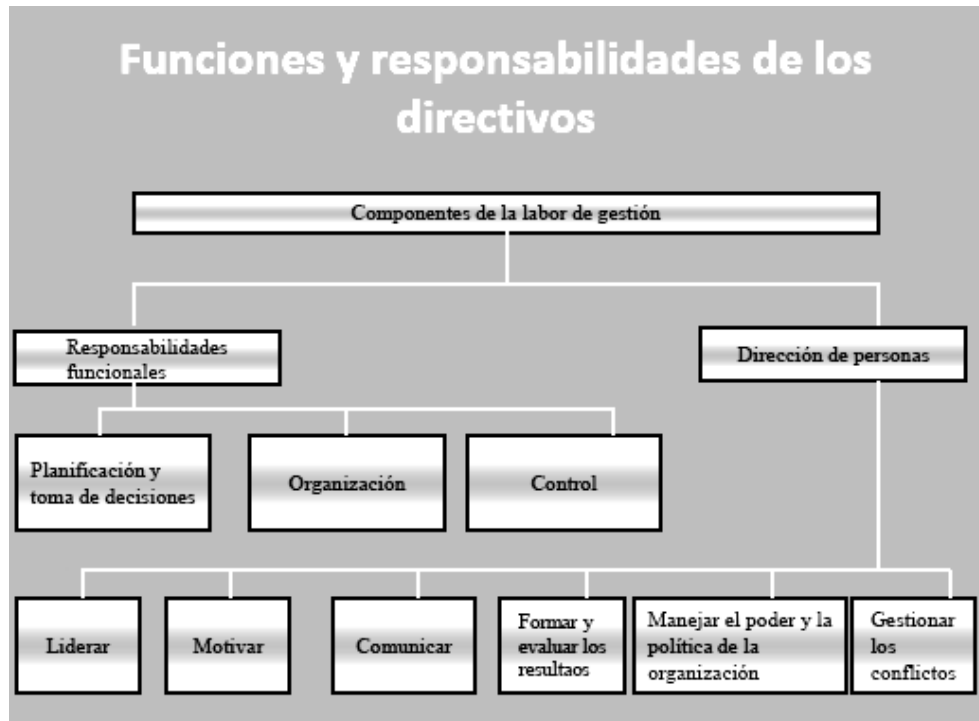 Funciones y responsabilidades de los
directivos
Componentes de la labor de gestión
Responsabilidades
funcionales
Dirección de personas
Planificación y
toma de decisiones
Organización
Control
Liderar
Motivar
Comunicar
Formar y
evaluar los
resultaos
Manejar el poder y la
política de la
organización
Gestionar
los
conflictos